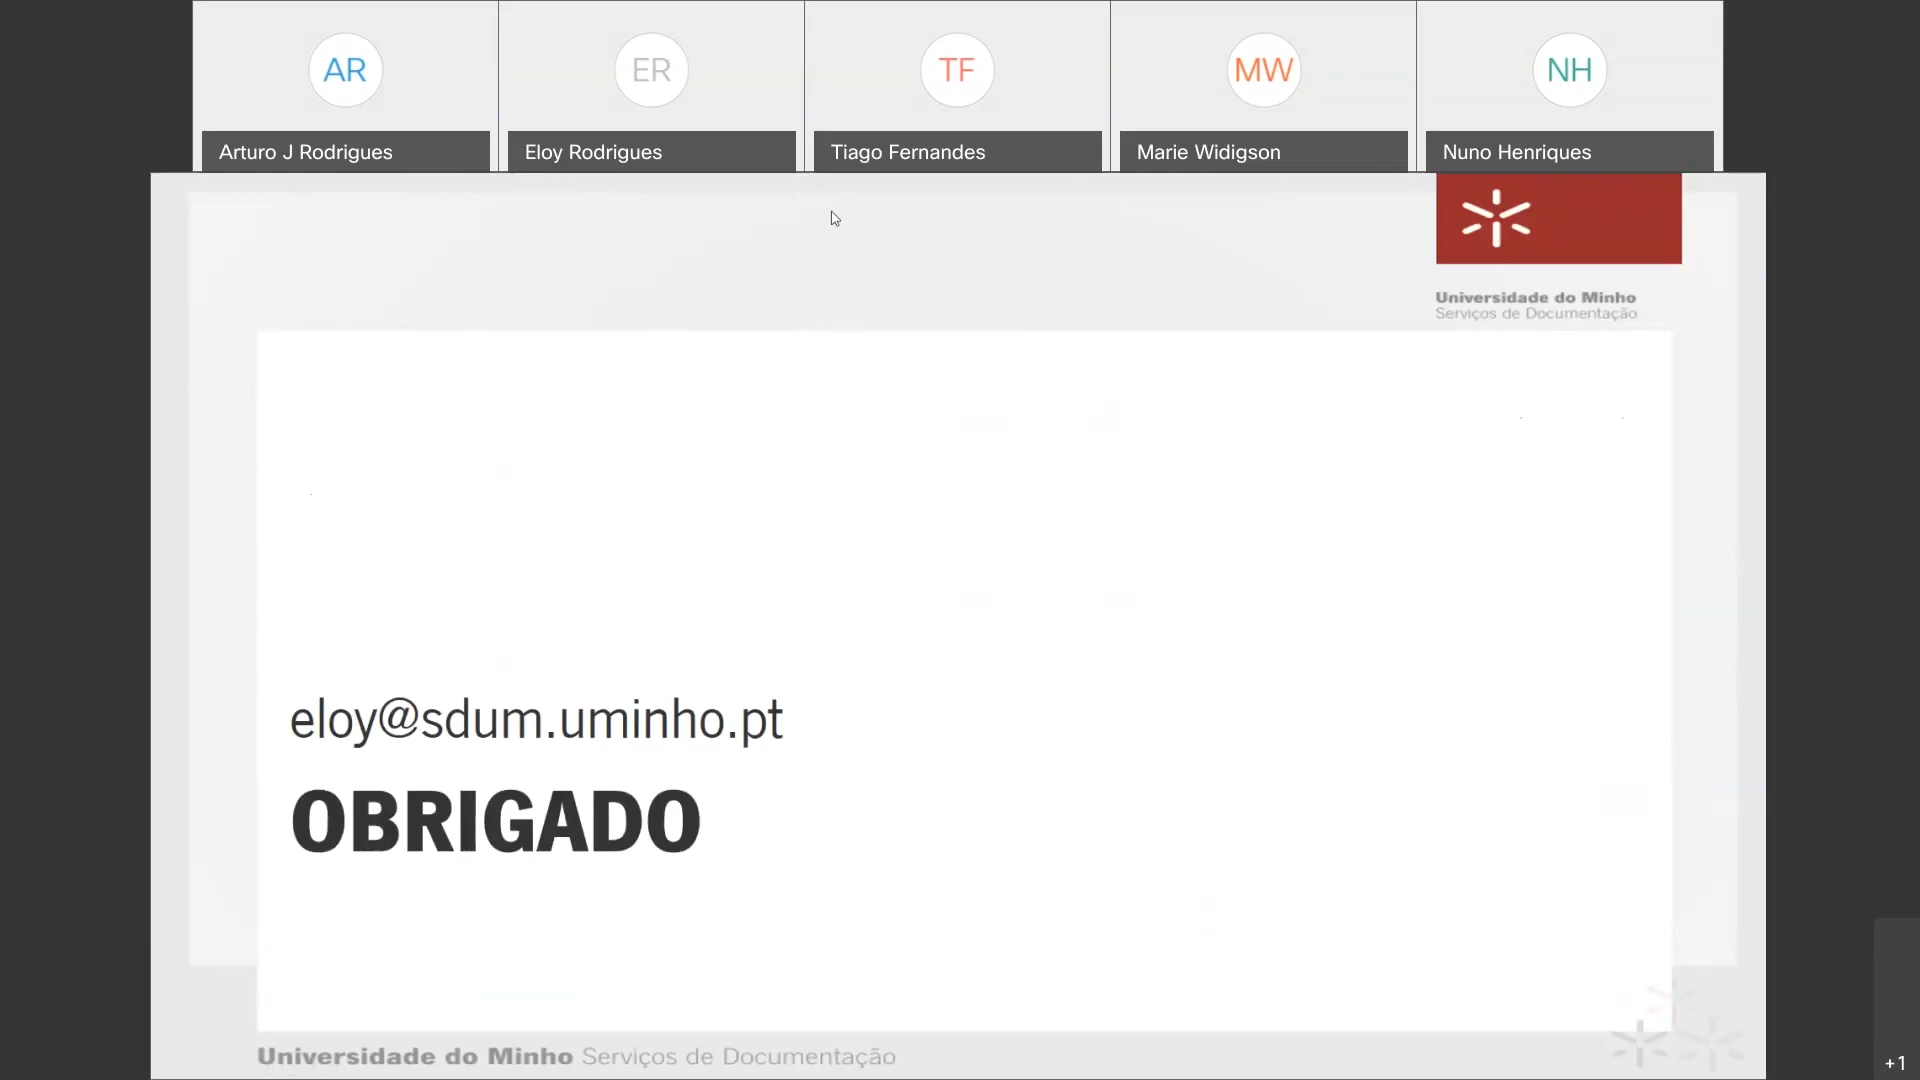 AR
ER
TF
MW
NH
Arturo J Rodrigues
Eloy Rodrigues
Tiago Fernandes
Marie Widigson
Nuno Henriques
Universidade do Minho
Serviços de Documentação
eloy@sdum.uminho.pt
OBRIGADO
Universidade do Minho Serviços de Documentação
+1